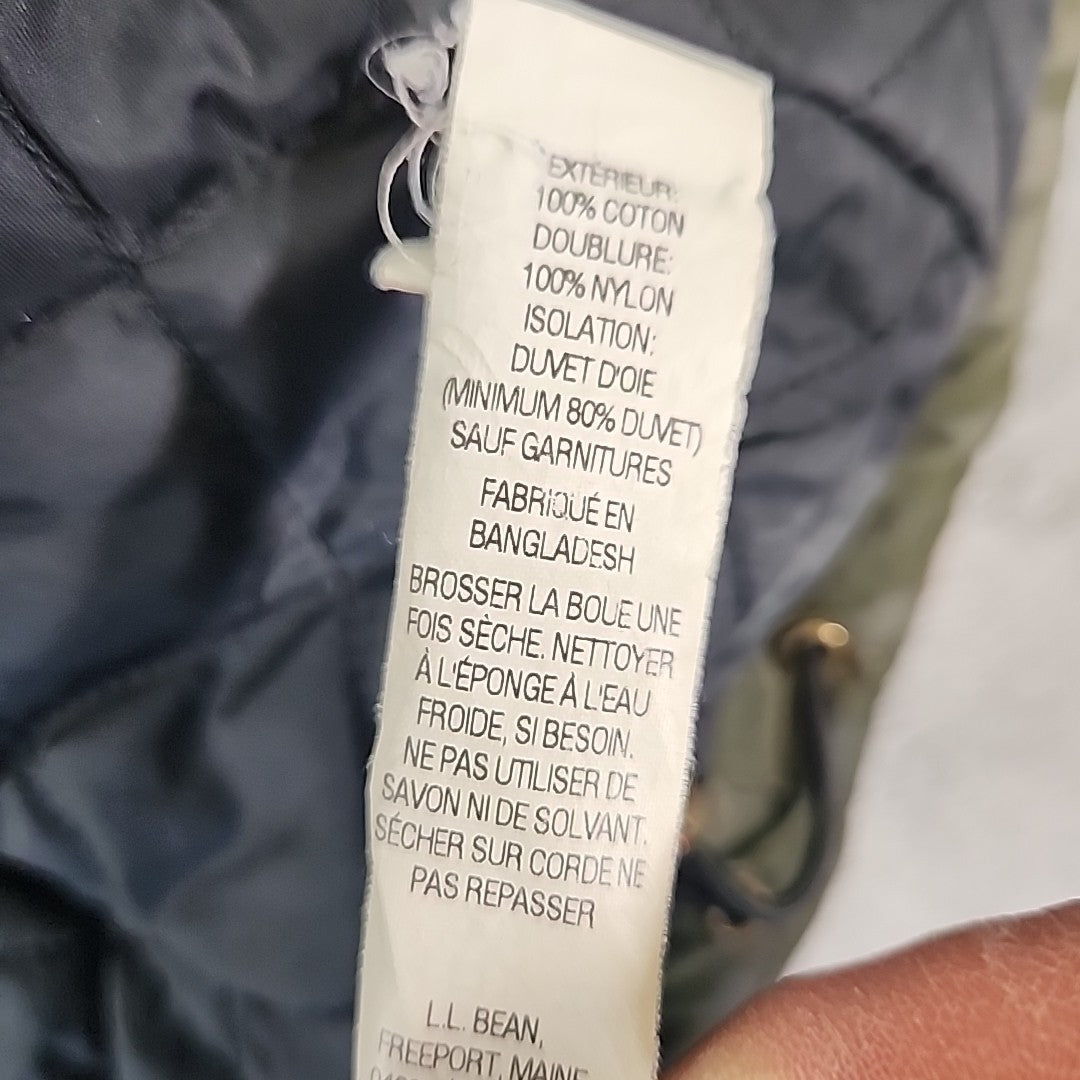 EXTÉRIEUR:
100% COTON
DOUBLURE:
100% NYLON
ISOLATION:
DUVET D'OIE
(MINIMUM 80% DUVET)
SAUF GARNITURES
FABRIQUÉ EN
BANGLADESH
BROSSER LA BOUE UNE
FOIS SÈCHE. NETTOYER
À L'ÉPONGE À L'EAU
FROIDE, SI BESOIN.
NE PAS UTILISER DE
SAVON NI DE SOLVANT.
SÉCHER SUR CORDE NE
PAS REPASSER
L.L. BEAN,
FREEPORT, MAINE